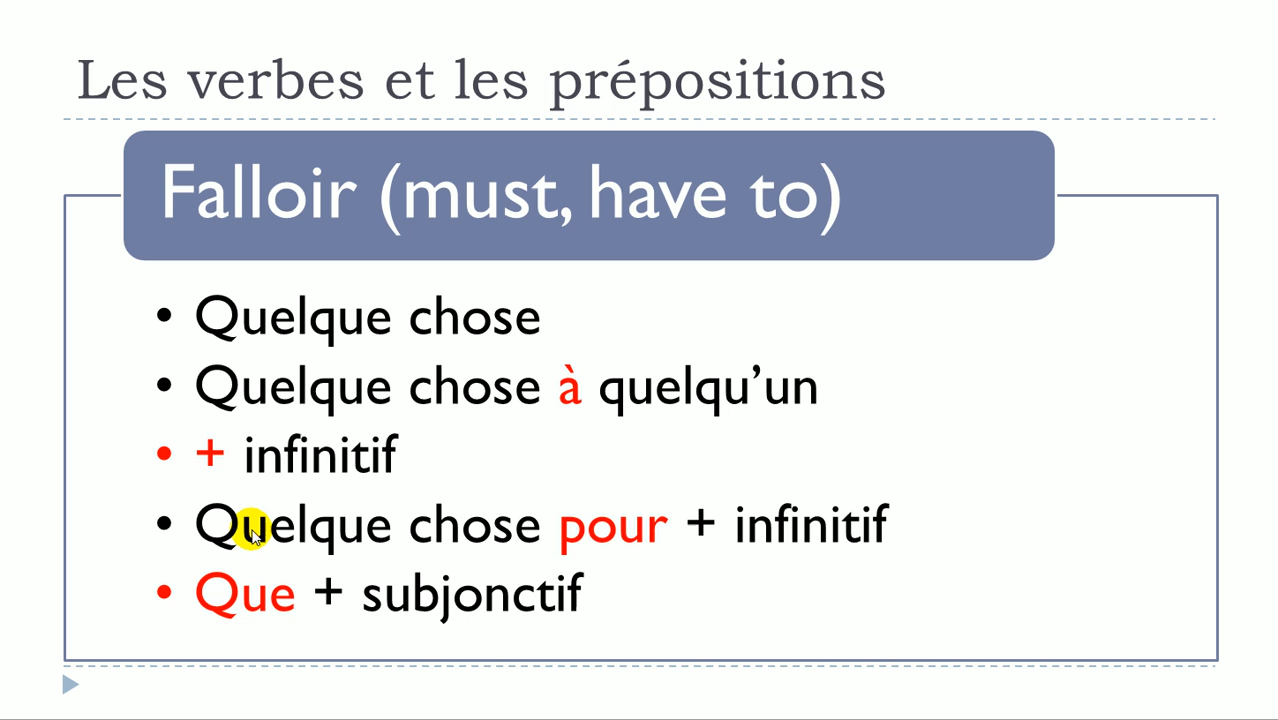 Les verbes et les prépositions
Falloir (must, have to)
• Quelque chose
• Quelque chose à quelqu’un
• + infinitif
• Quelque chose pour + infinitif
• Que + subjonctif